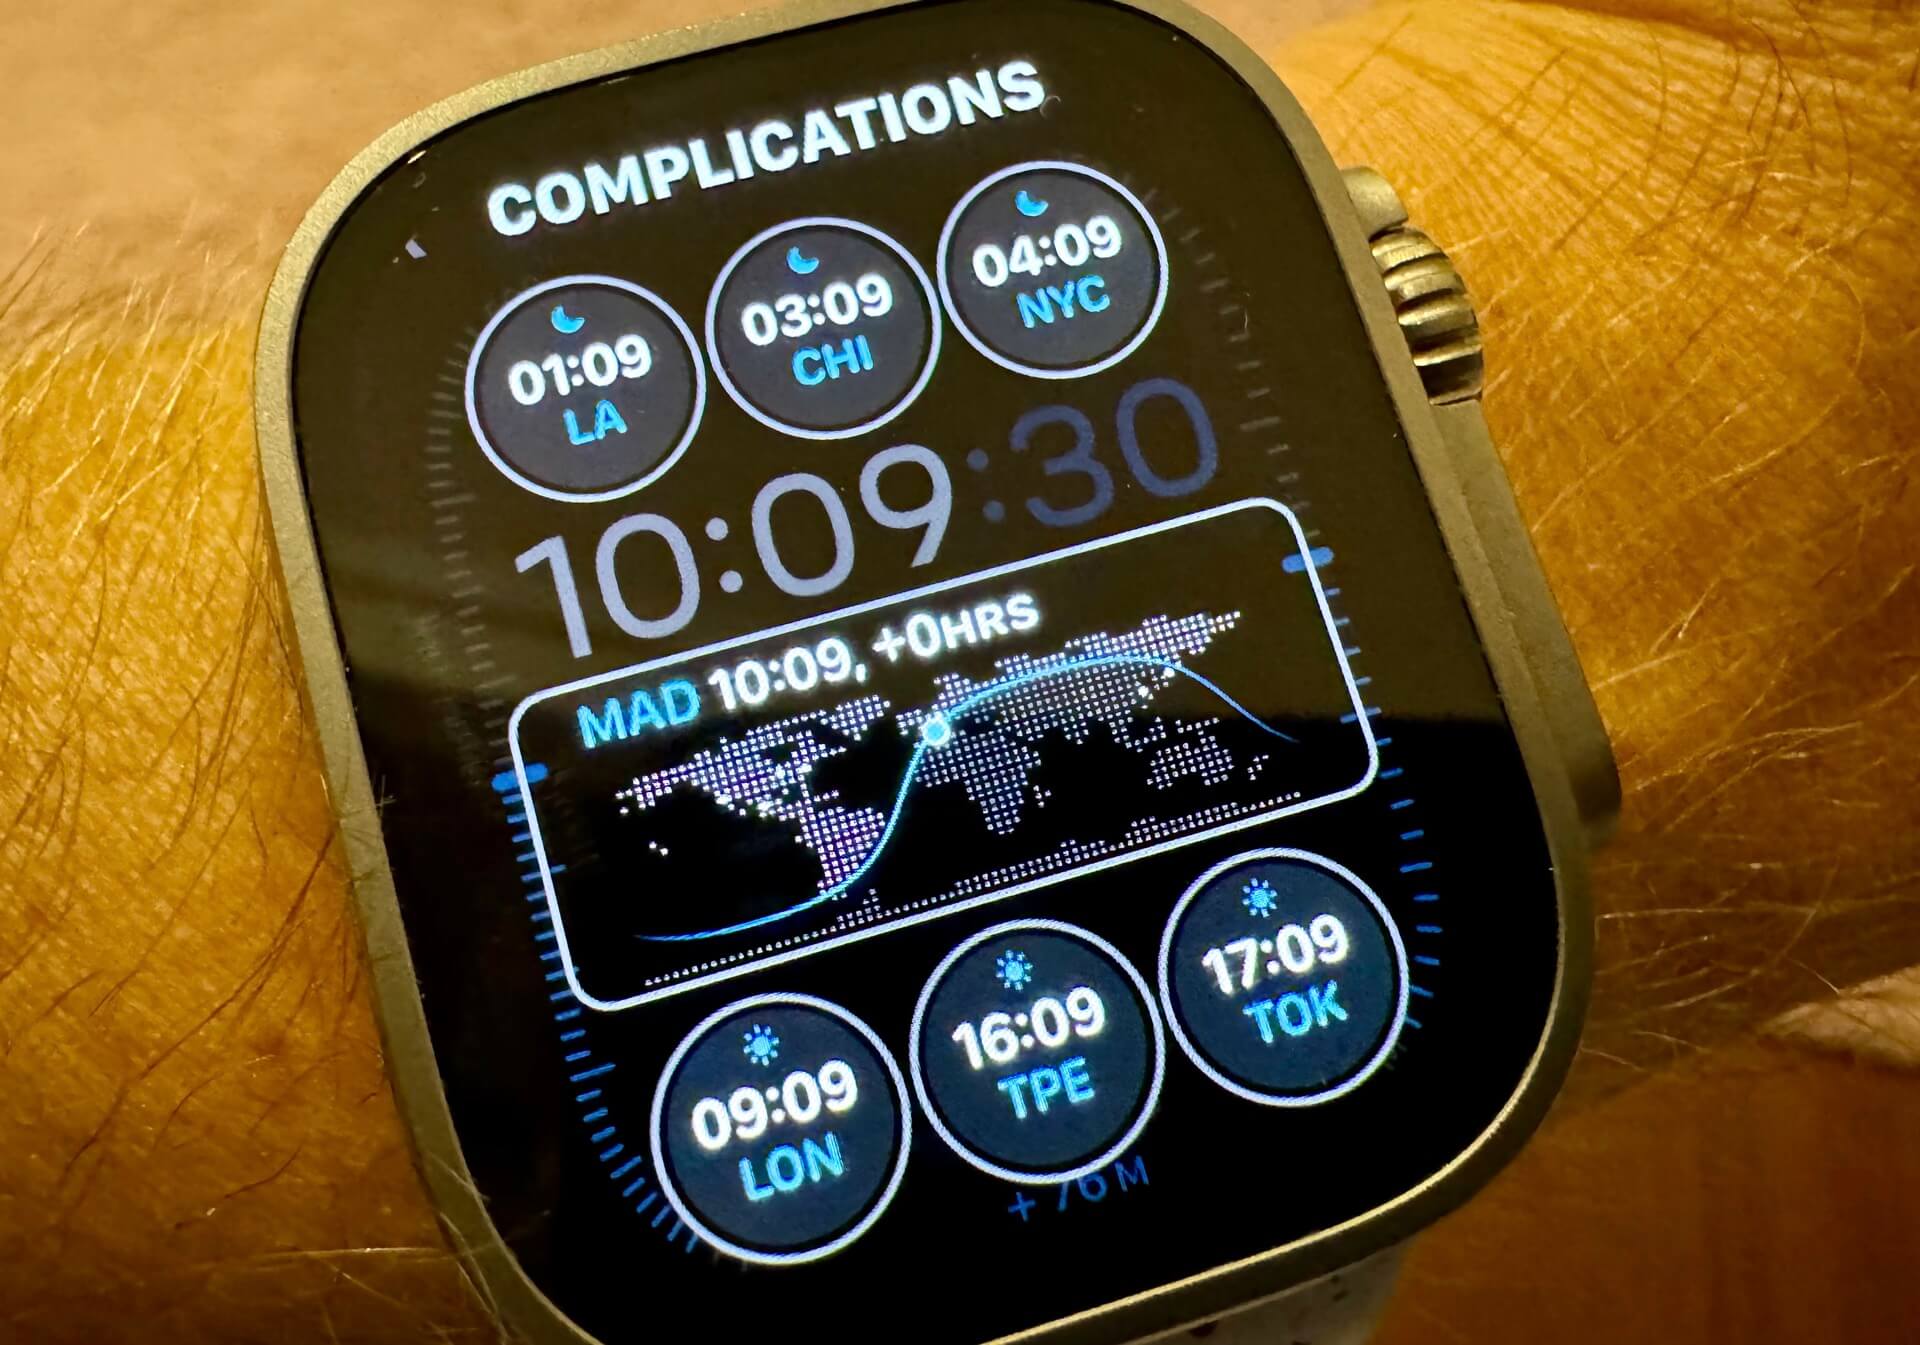 COMPLICATIONS
01:09
LA
03:09
CHI
04:09
NYC
10:09:30
MAD 10:09, +0HRS
09:09
LON
16:09
TPE
17:09
TOK
+ 76 M